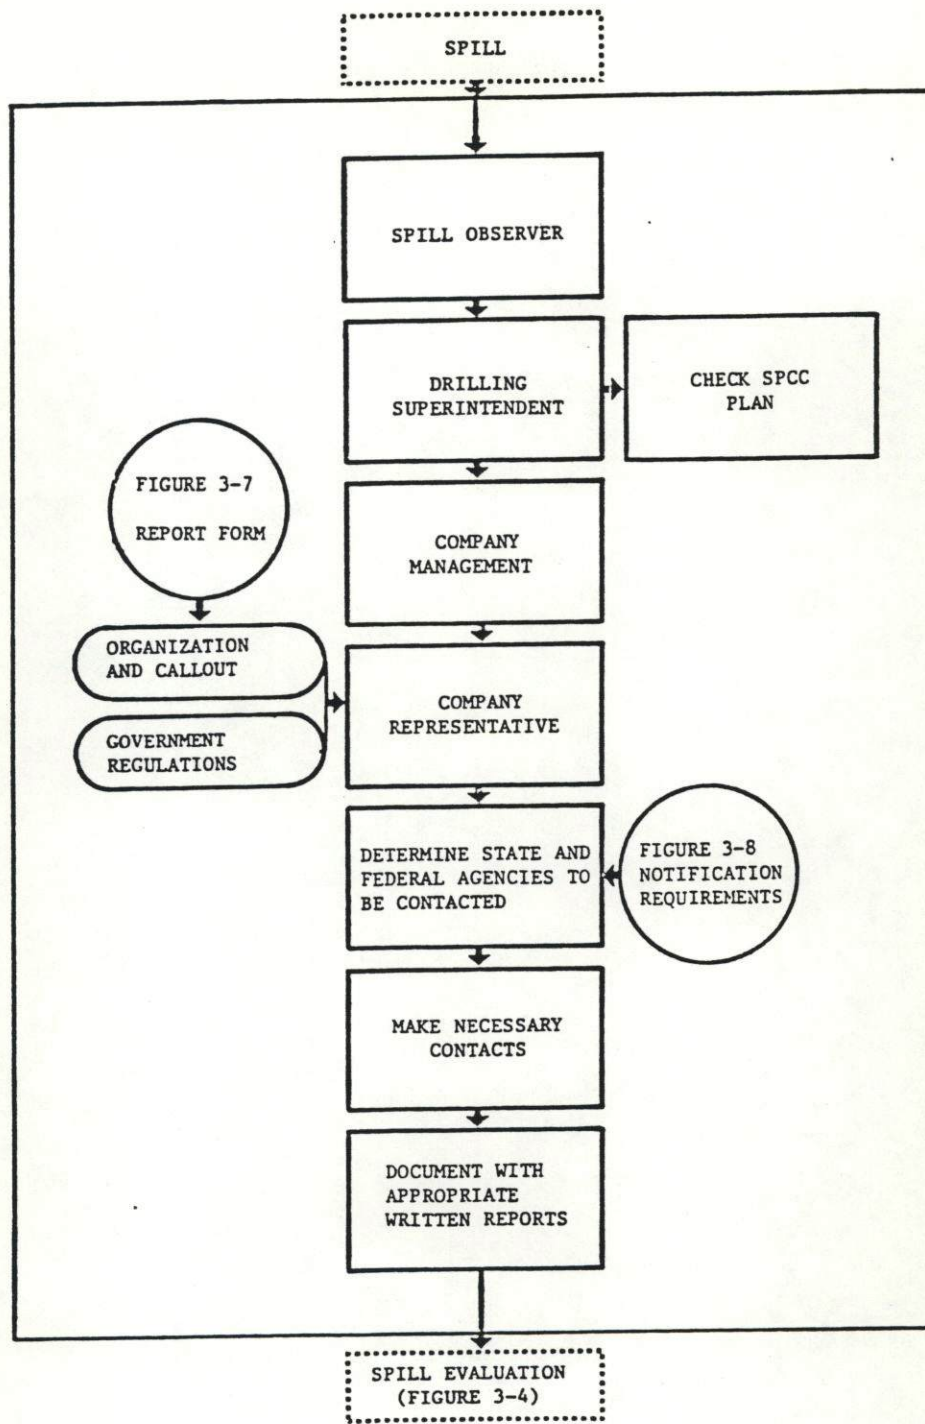 SPILL
SPILL OBSERVER
DRILLING
SUPERINTENDENT
CHECK SPCC
PLAN
FIGURE 3-7
REPORT FORM
COMPANY
MANAGEMENT
ORGANIZATION
AND CALLOUT
GOVERNMENT
REGULATIONS
COMPANY
REPRESENTATIVE
DETERMINE STATE AND
FEDERAL AGENCIES TO
BE CONTACTED
FIGURE 3-8
NOTIFICATION
REQUIREMENTS
MAKE NECESSARY
CONTACTS
DOCUMENT WITH
APPROPRIATE
WRITTEN REPORTS
SPILL EVALUATION
(FIGURE 3-4)